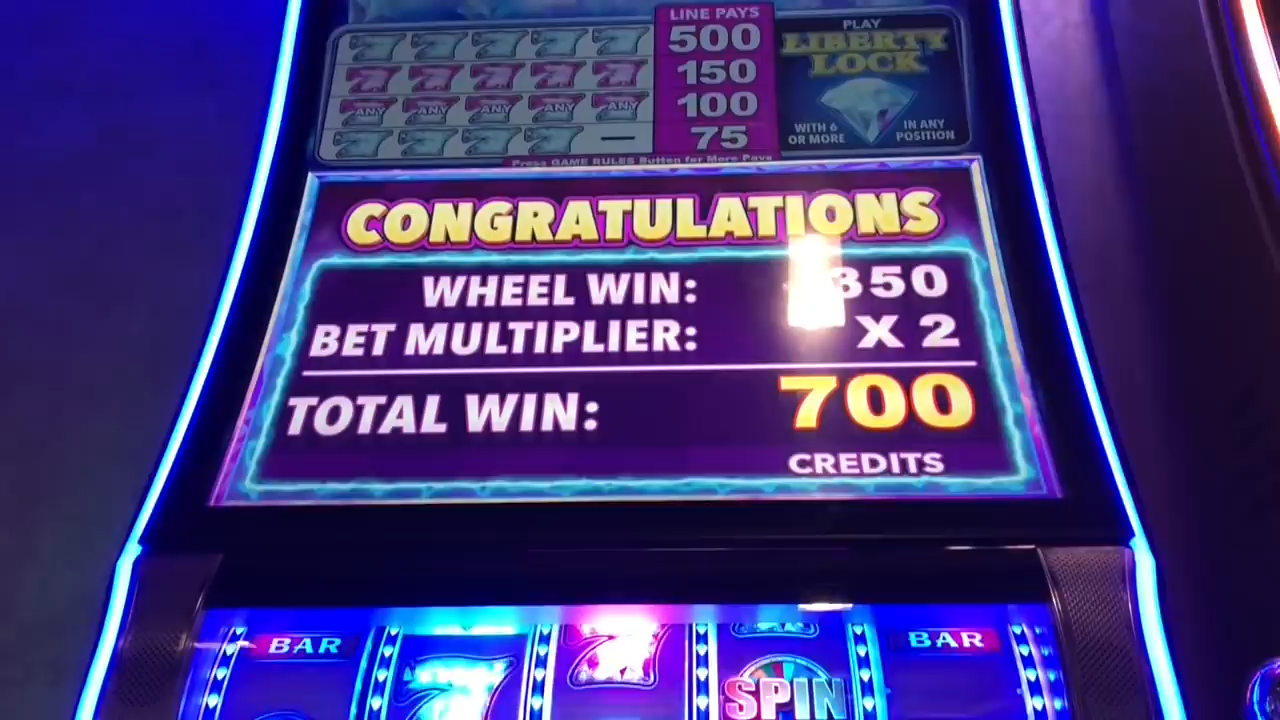 LINE PAYS
500
150
ANY ANY ANY ANY ANY 100
75
PLAY
LIBERTY
LOCK
WITH 6
OR MORE
IN ANY
POSITION
Press GAME RULES Button for More Pays
CONGRATULATIONS
WHEEL WIN: 350
BET MULTIPLIER: X 2
TOTAL WIN: 700
CREDITS
BAR
7
7
SPIN
BAR